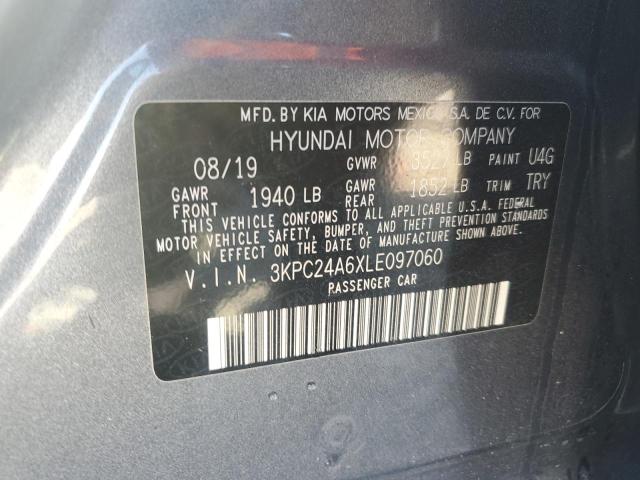 MFD. BY KIA MOTORS MEXICO S.A. DE C.V. FOR
HYUNDAI MOTOR COMPANY
08/19 GVWR 3527 LB PAINT U4G
GAWR FRONT 1940 LB GAWR REAR 1852 LB TRIM TRY
THIS VEHICLE CONFORMS TO ALL APPLICABLE U.S.A. FEDERAL
MOTOR VEHICLE SAFETY, BUMPER, AND THEFT PREVENTION STANDARDS
IN EFFECT ON THE DATE OF MANUFACTURE SHOWN ABOVE.
V.I.N. 3KPC24A6XLE097060
PASSENGER CAR